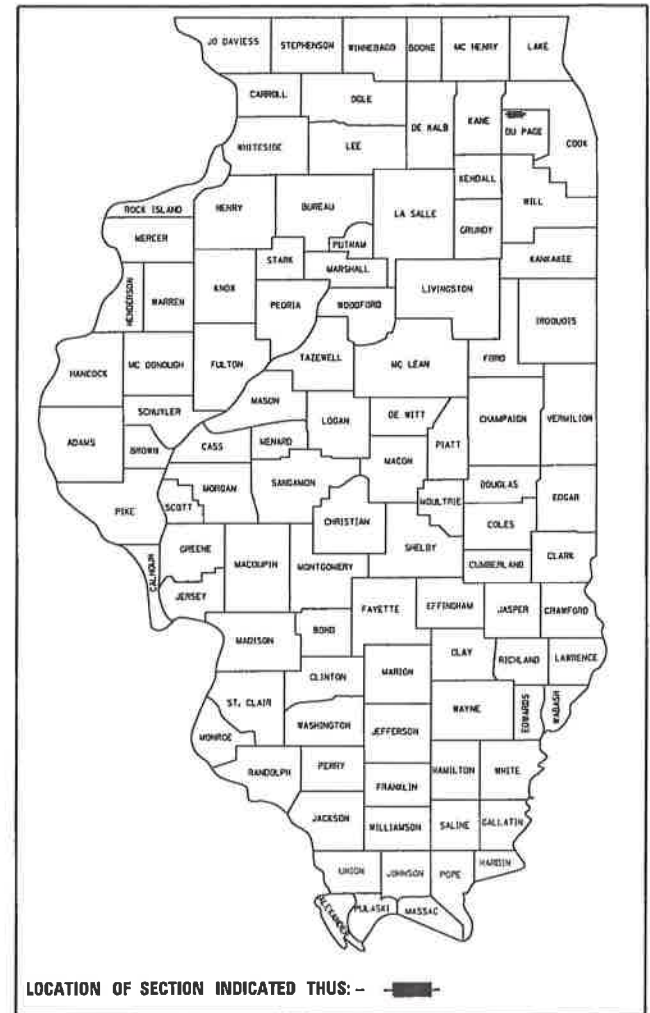 JO DAVIESS
STEPHENSON
WINNEBAGO
BOONE
MC HENRY
LAKE
CARROLL
OGLE
DE KALB
KANE
DU PAGE
COOK
WHITESIDE
LEE
KENDALL
WILL
ROCK ISLAND
HENRY
BUREAU
LA SALLE
GRUNDY
MERCER
PUTNAM
KANKAKEE
STARK
MARSHALL
HENDERSON
WARREN
KNOX
PEORIA
WOODFORD
LIVINGSTON
IROQUOIS
HANCOCK
MC DONOUGH
FULTON
TAZEWELL
MC LEAN
FORD
SCHUYLER
MASON
LOGAN
DE WITT
CHAMPAIGN
VERMILION
ADAMS
BROWN
CASS
MENARD
MACON
PIATT
PIKE
SCOTT
MORGAN
SANGAMON
CHRISTIAN
MOULTRIE
DOUGLAS
EDGAR
COLES
CALHOUN
GREENE
MACOUPIN
MONTGOMERY
SHELBY
CUMBERLAND
CLARK
JERSEY
FAYETTE
EFFINGHAM
JASPER
CRAWFORD
MADISON
BOND
CLAY
RICHLAND
LAWRENCE
CLINTON
MARION
ST. CLAIR
WAYNE
EDWARDS
WABASH
MONROE
WASHINGTON
JEFFERSON
RANDOLPH
PERRY
HAMILTON
WHITE
FRANKLIN
JACKSON
WILLIAMSON
SALINE
GALLATIN
UNION
JOHNSON
POPE
HARDIN
ALEXANDER
PULASKI
MASSAC
LOCATION OF SECTION INDICATED THUS: -